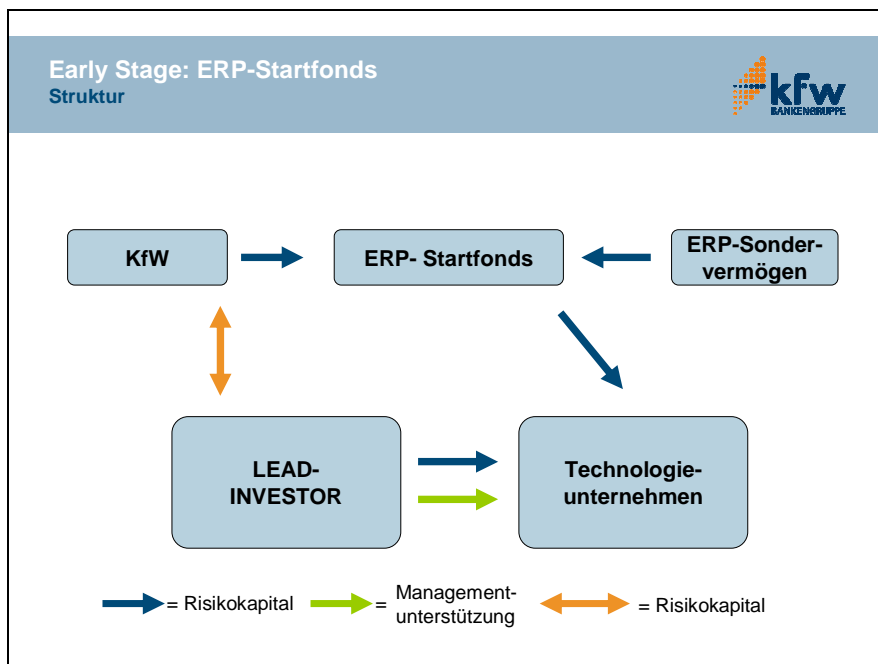 Early Stage: ERP-Startfonds
Struktur
kfw
BANKENGRUPPE
KfW
ERP- Startfonds
ERP-Sonder-
vermögen
LEAD-
INVESTOR
Technologie-
unternehmen
= Risikokapital
= Management-
unterstützung
= Risikokapital